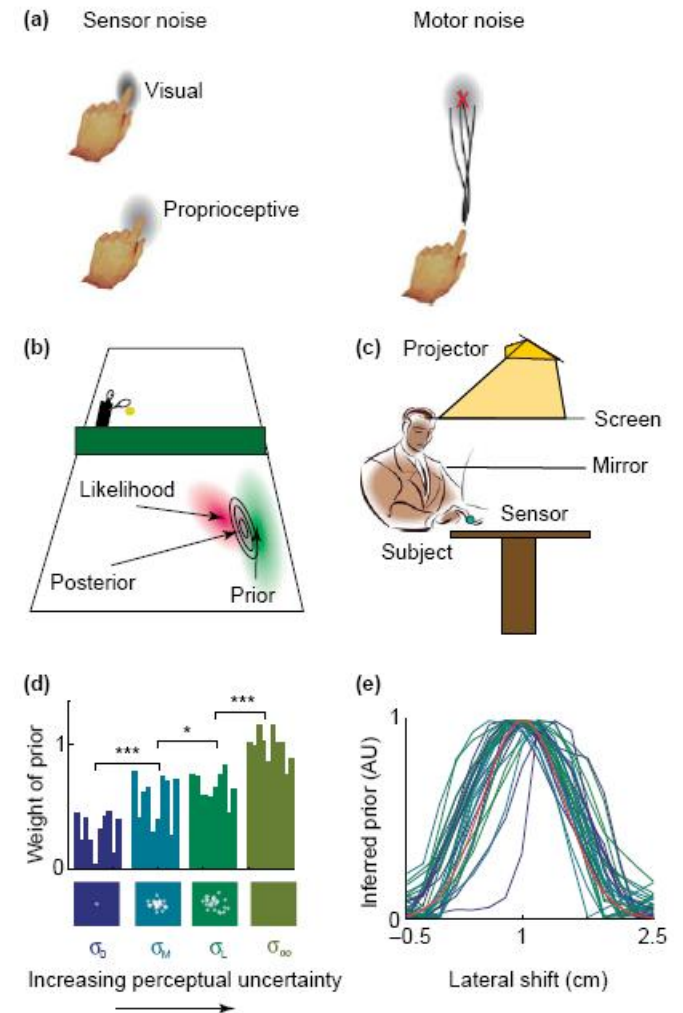 (a) Sensor noise Motor noise
Visual
Proprioceptive
(b)
Likelihood
Posterior
Prior
(c) Projector
Screen
Mirror
Sensor
Subject
(d)
***
*
***
Weight of prior
1
0
σ₀ σM σL σ∞
Increasing perceptual uncertainty
(e)
Inferred prior (AU)
1
0
–0.5 1 2.5
Lateral shift (cm)